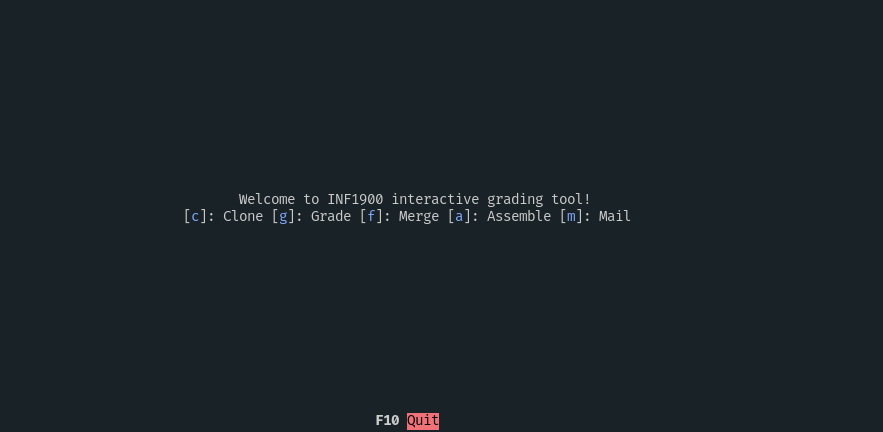 Welcome to INF1900 interactive grading tool!
[c]: Clone [g]: Grade [f]: Merge [a]: Assemble [m]: Mail
F10 Quit